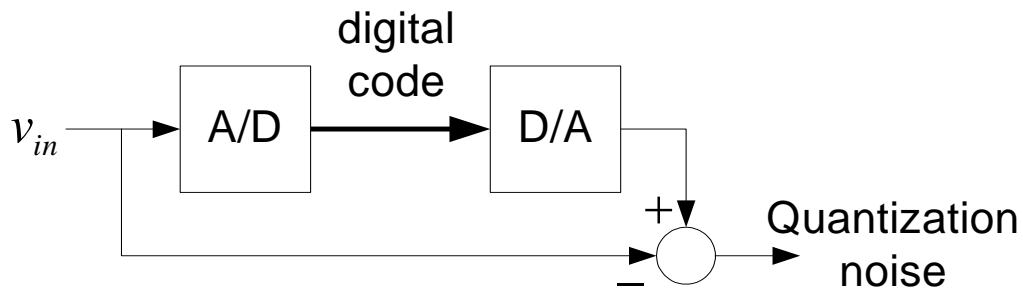 digital
code
v_in
A/D
D/A
+
−
Quantization
noise